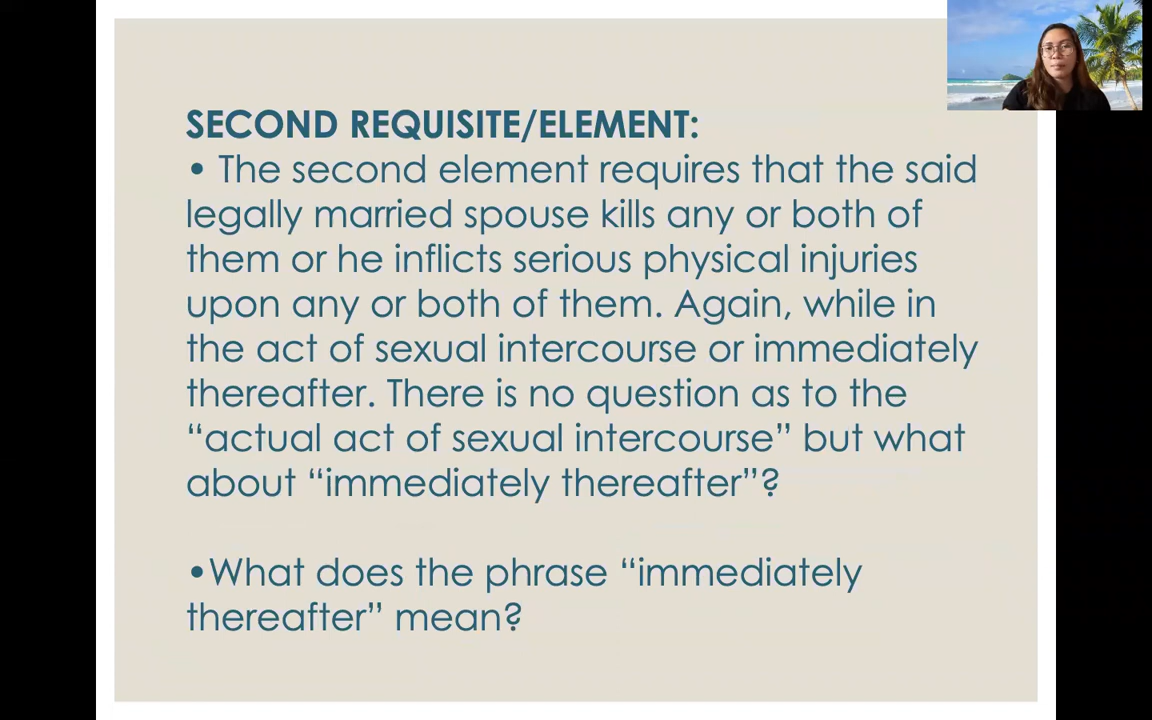 SECOND REQUISITE/ELEMENT:
• The second element requires that the said
legally married spouse kills any or both of
them or he inflicts serious physical injuries
upon any or both of them. Again, while in
the act of sexual intercourse or immediately
thereafter. There is no question as to the
“actual act of sexual intercourse” but what
about “immediately thereafter”?
•What does the phrase “immediately
thereafter” mean?